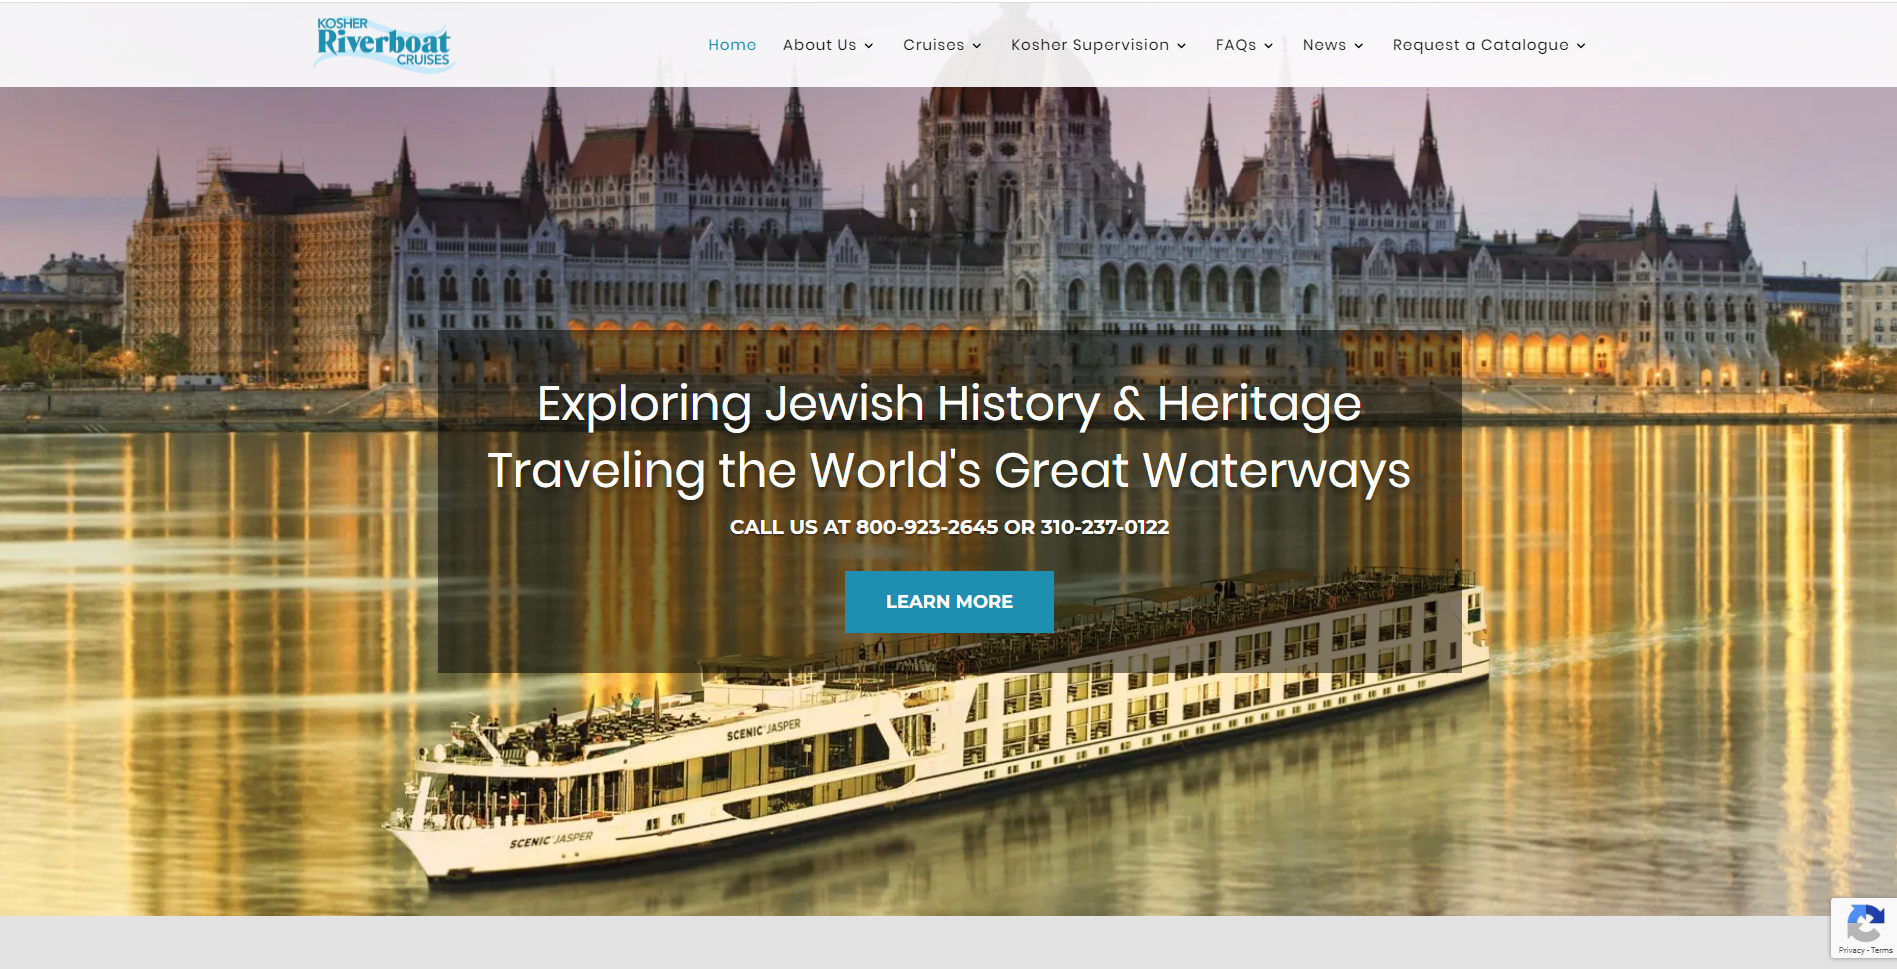 KOSHER
Riverboat
CRUISES
Home About Us Cruises Kosher Supervision FAQs News Request a Catalogue
Exploring Jewish History & Heritage
Traveling the World's Great Waterways
CALL US AT 800-923-2645 OR 310-237-0122
LEARN MORE
SCENIC JASPER
SCENIC JASPER
Privacy - Terms